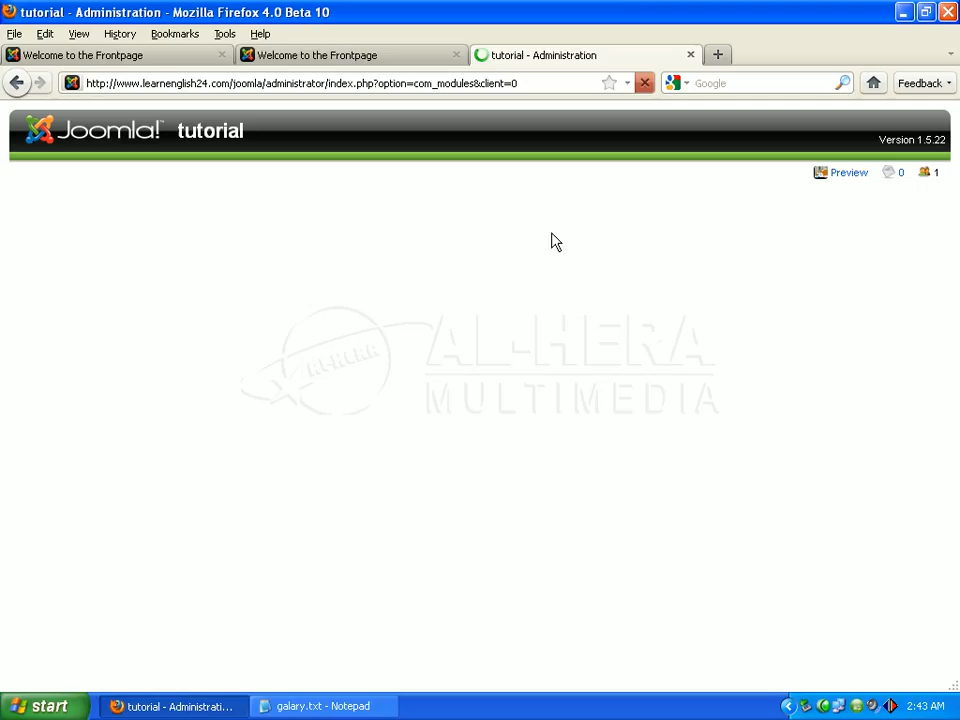 tutorial - Administration - Mozilla Firefox 4.0 Beta 10
File Edit View History Bookmarks Tools Help
Welcome to the Frontpage Welcome to the Frontpage tutorial - Administration
http://www.learnenglish24.com/joomla/administrator/index.php?option=com_modules&client=0 Google Feedback
Joomla!™ tutorial
Version 1.5.22
Preview 0 1
AL-HERA AL-HERA
MULTIMEDIA
start tutorial - Administrati... galary.txt - Notepad 2:43 AM